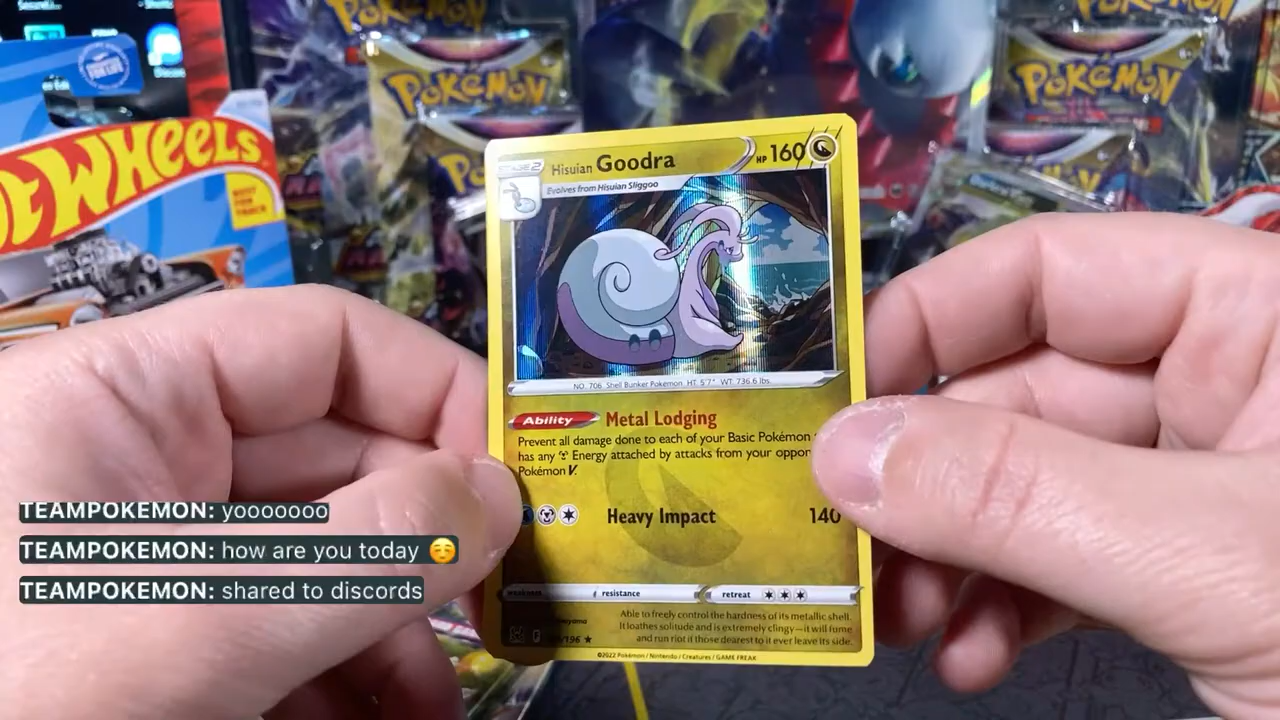 POKÉMON
POKÉMON
POKÉMON
HOT WHEELS
STAGE 2
Hisuian Goodra
HP 160
Evolves from Hisuian Sliggoo
NO. 706 Shell Bunker Pokémon HT: 5'7" WT: 736.6 lbs.
Ability Metal Lodging
Prevent all damage done to each of your Basic Pokémon
has any Energy attached by attacks from your
Pokémon V.
Heavy Impact 140
weakness resistance retreat
Able to freely control the hardness of its metallic shell.
It loathes solitude and is extremely clingy—it will fume
and run riot if those dearest to it ever leave its side.
/196
©2022 Pokémon / Nintendo / Creatures / GAME FREAK
TEAMPOKEMON: yooooooo
TEAMPOKEMON: how are you today ☺️
TEAMPOKEMON: shared to discords